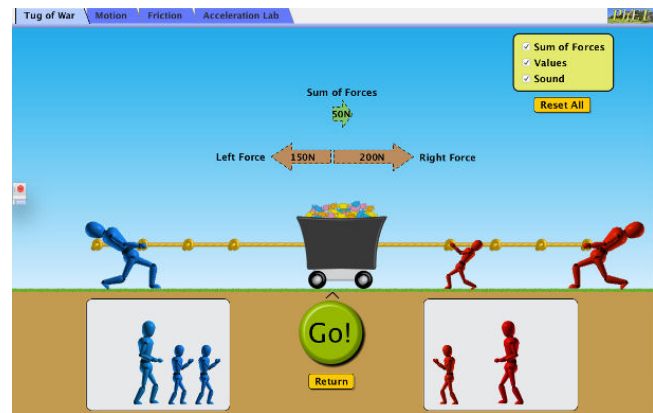 Tug of War
Motion
Friction
Acceleration Lab
PhET
Sum of Forces
Values
Sound
Reset All
Sum of Forces
50N
Left Force
150N
200N
Right Force
Go!
Return